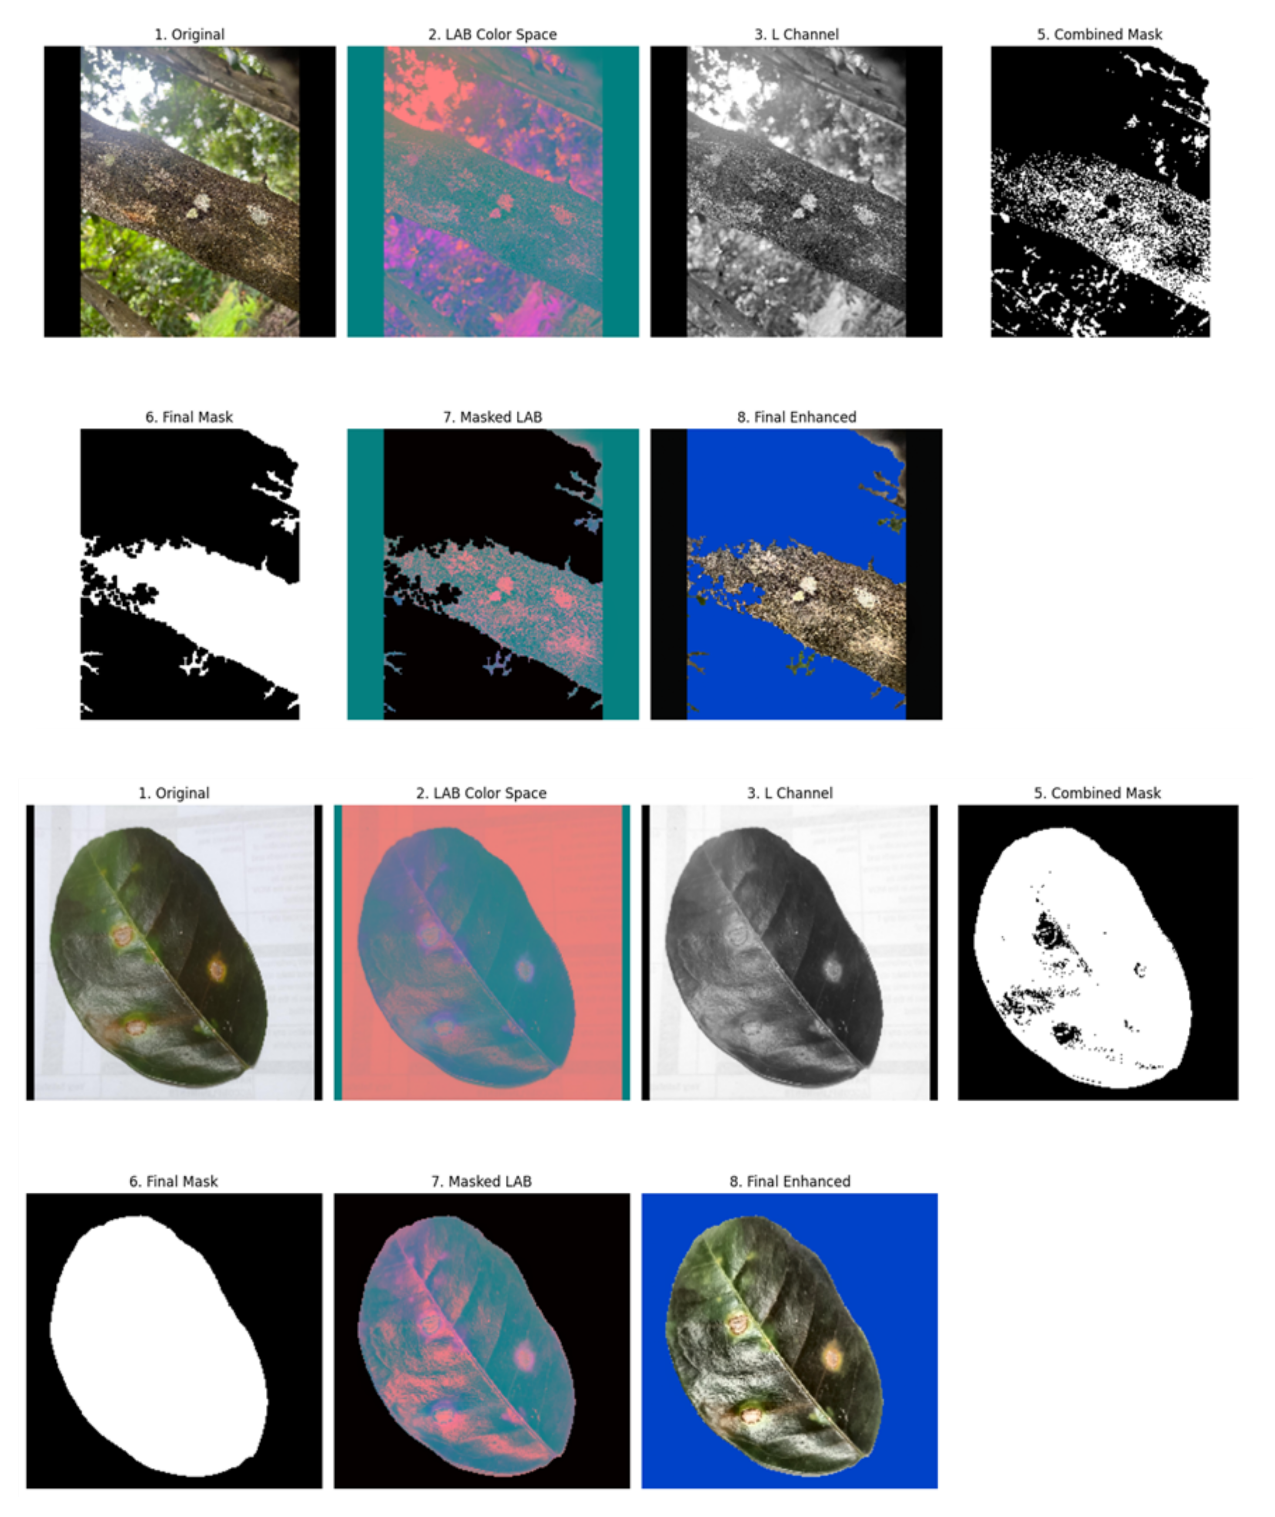 1. Original
2. LAB Color Space
3. L Channel
5. Combined Mask
6. Final Mask
7. Masked LAB
8. Final Enhanced
1. Original
2. LAB Color Space
3. L Channel
5. Combined Mask
6. Final Mask
7. Masked LAB
8. Final Enhanced